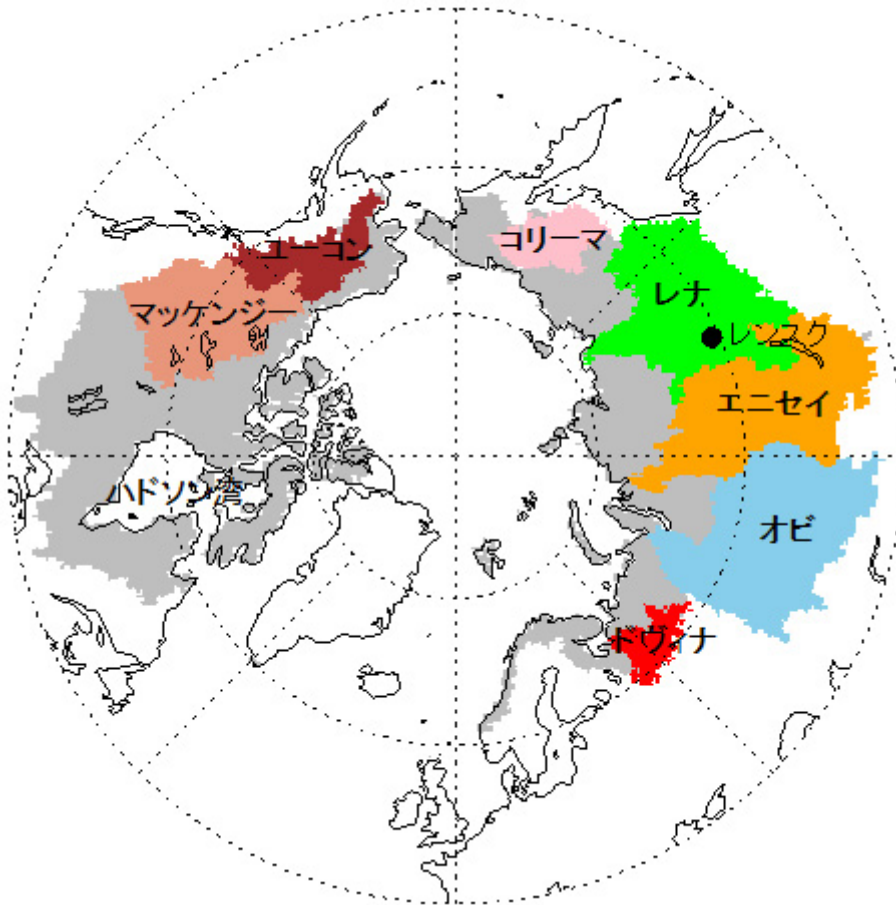 コリーマ
ユーコン
レナ
マッケンジー
レンスク
エニセイ
ハドソン湾
オビ
ドヴィナ